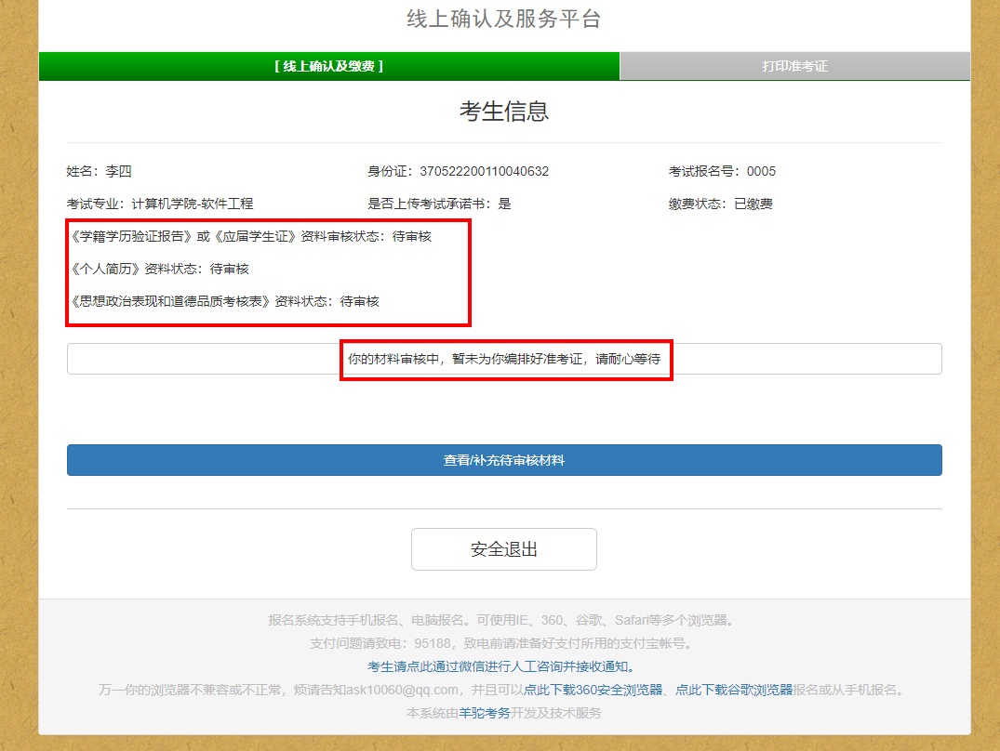 线上确认及服务平台
[ 线上确认及缴费 ] 打印准考证
考生信息
姓名：李四 身份证：370522200110040632 考试报名号：0005
考试专业：计算机学院-软件工程 是否上传考试承诺书：是 缴费状态：已缴费
《学籍学历验证报告》或《应届学生证》资料审核状态：待审核
《个人简历》资料状态：待审核
《思想政治表现和道德品质考核表》资料状态：待审核
你的材料审核中，暂未为你编排好准考证，请耐心等待
查看/补充待审核材料
安全退出
报名系统支持手机报名、电脑报名。可使用IE、360、谷歌、Safari等多个浏览器。
支付问题请致电：95188，致电前请准备好支付所用的支付宝帐号。
考生请点此通过微信进行人工咨询并接收通知。
万一你的浏览器不兼容或不正常，烦请告知ask10060@qq.com，并且可以点此下载360安全浏览器、点此下载谷歌浏览器报名或从手机报名。
本系统由羊驼考务开发及技术服务